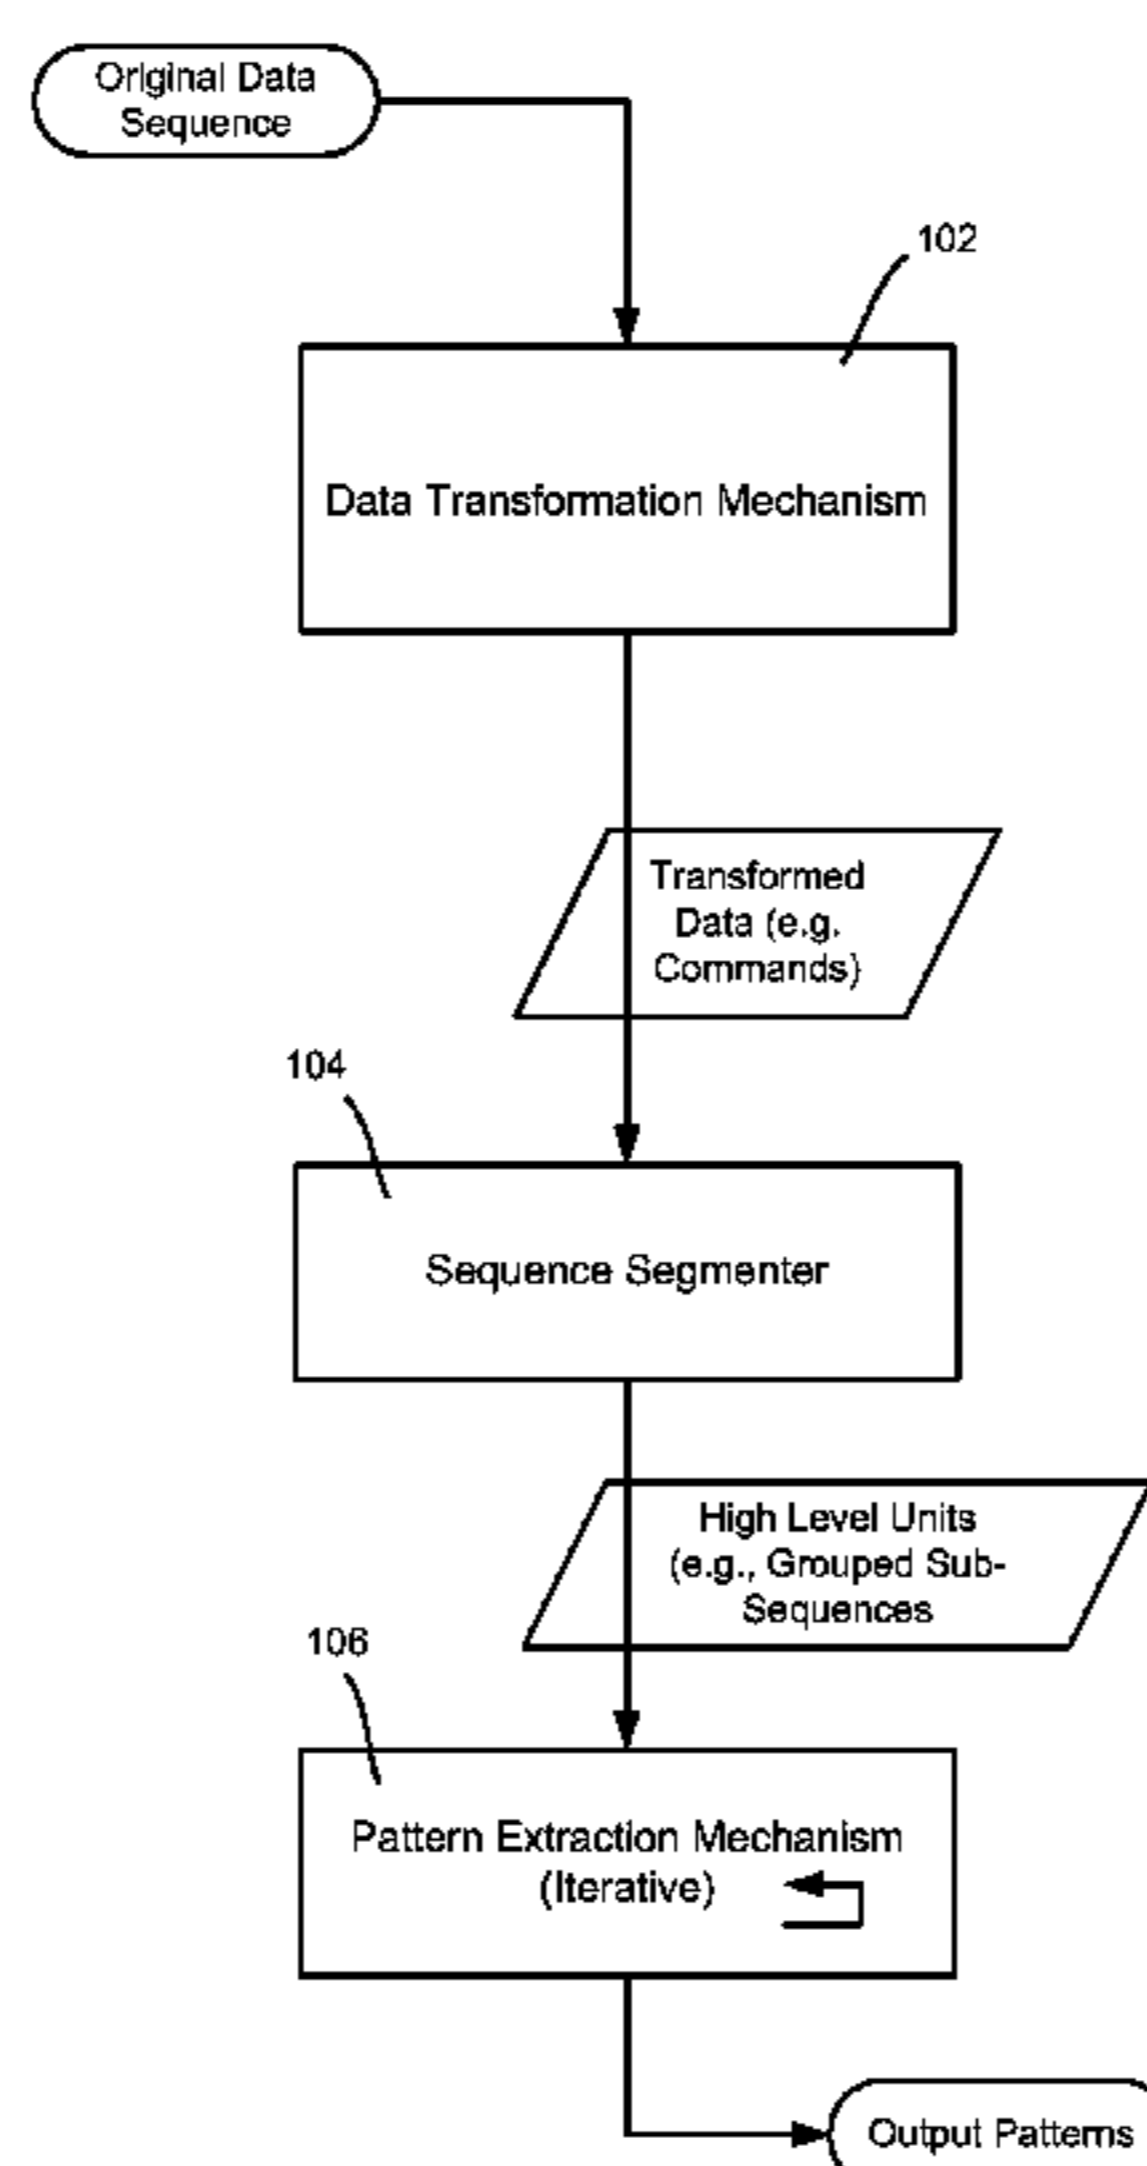 Original Data
Sequence
102
Data Transformation Mechanism
Transformed
Data (e.g.
Commands)
104
Sequence Segmenter
High Level Units
(e.g., Grouped Sub-
Sequences
106
Pattern Extraction Mechanism
(Iterative)
Output Patterns